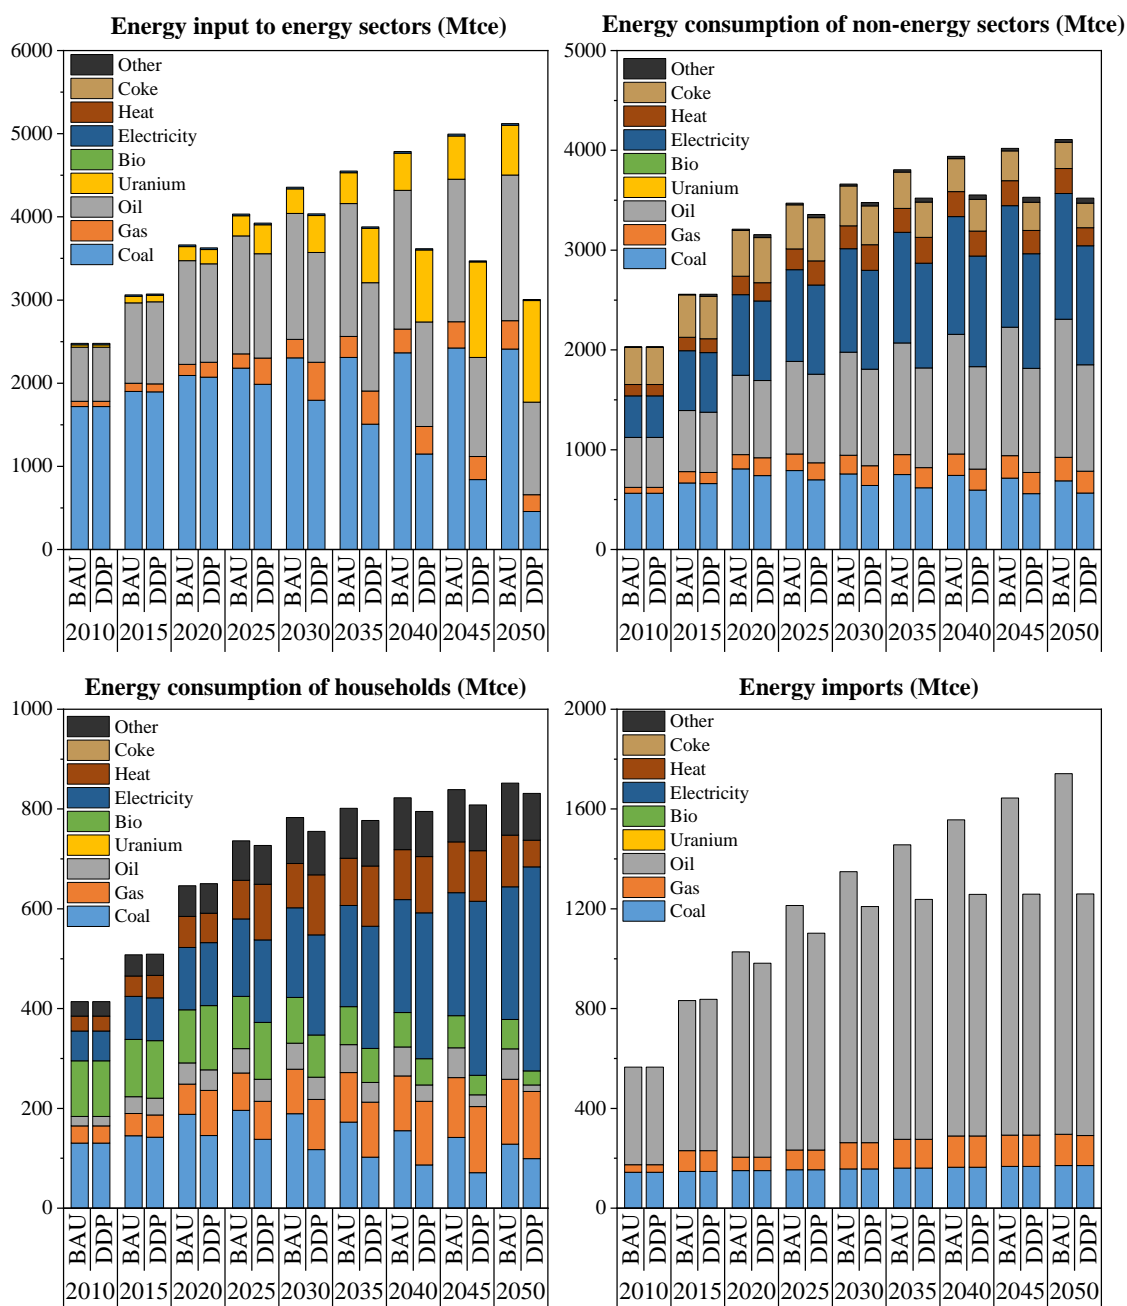 Energy input to energy sectors (Mtce)
6000
5000
4000
3000
2000
1000
0
Other
Coke
Heat
Electricity
Bio
Uranium
Oil
Gas
Coal
BAU DDP BAU DDP BAU DDP BAU DDP BAU DDP BAU DDP BAU DDP BAU DDP BAU DDP
2010 2015 2020 2025 2030 2035 2040 2045 2050
Energy consumption of non-energy sectors (Mtce)
5000
4000
3000
2000
1000
0
Other
Coke
Heat
Electricity
Bio
Uranium
Oil
Gas
Coal
BAU DDP BAU DDP BAU DDP BAU DDP BAU DDP BAU DDP BAU DDP BAU DDP BAU DDP
2010 2015 2020 2025 2030 2035 2040 2045 2050
Energy consumption of households (Mtce)
1000
800
600
400
200
0
Other
Coke
Heat
Electricity
Bio
Uranium
Oil
Gas
Coal
BAU DDP BAU DDP BAU DDP BAU DDP BAU DDP BAU DDP BAU DDP BAU DDP BAU DDP
2010 2015 2020 2025 2030 2035 2040 2045 2050
Energy imports (Mtce)
2000
1600
1200
800
400
0
Other
Coke
Heat
Electricity
Bio
Uranium
Oil
Gas
Coal
BAU DDP BAU DDP BAU DDP BAU DDP BAU DDP BAU DDP BAU DDP BAU DDP BAU DDP
2010 2015 2020 2025 2030 2035 2040 2045 2050